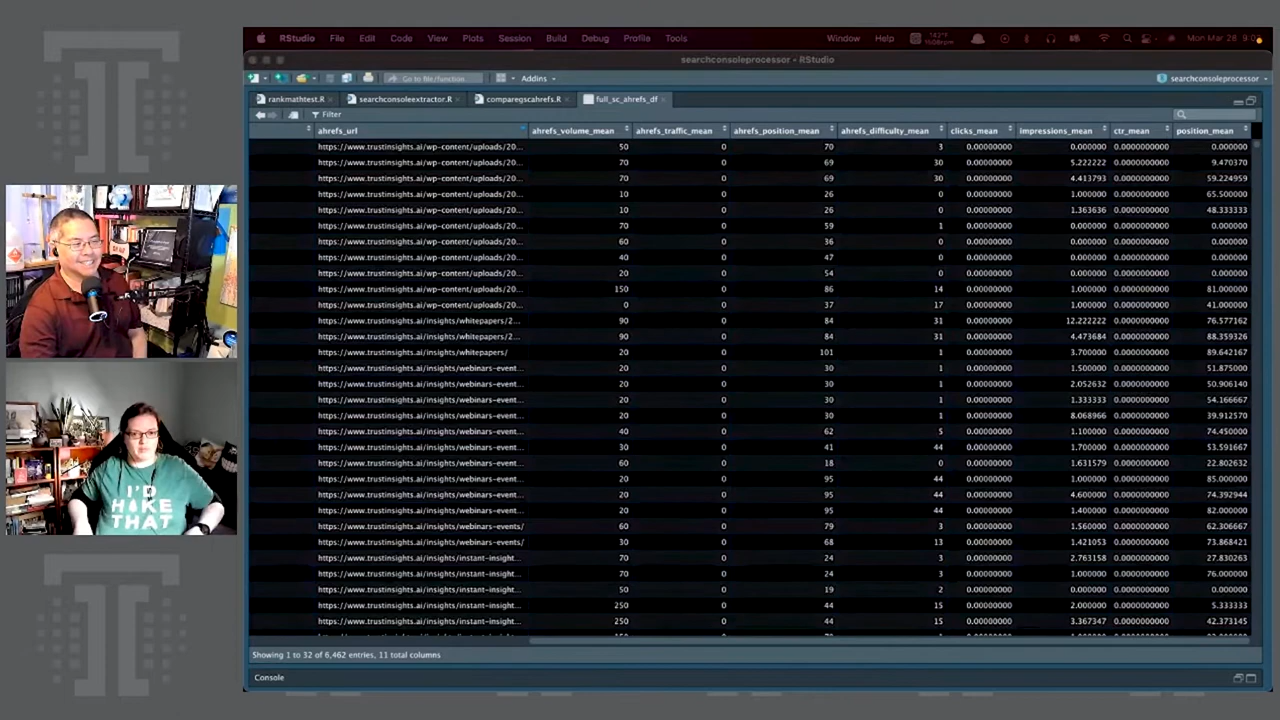 RStudio File Edit Code View Plots Session Build Debug Profile Tools Window Help Mon Mar 28
searchconsoleprocessor - RStudio
Go to file/function Addins searchconsoleprocessor
rankmathtest.R searchconsoleextractor.R comparegscahrefs.R full_sc_ahrefs_df
Filter
ahrefs_url ahrefs_volume_mean ahrefs_traffic_mean ahrefs_position_mean ahrefs_difficulty_mean clicks_mean impressions_mean ctr_mean position_mean
https://www.trustinsights.ai/wp-content/uploads/20... 50 0 70 3 0.00000000 0.000000 0.0000000000 0.000000
https://www.trustinsights.ai/wp-content/uploads/20... 70 0 69 30 0.00000000 5.222222 0.0000000000 9.470370
https://www.trustinsights.ai/wp-content/uploads/20... 70 0 69 30 0.00000000 4.413793 0.0000000000 59.224959
https://www.trustinsights.ai/wp-content/uploads/20... 10 0 26 0 0.00000000 1.000000 0.0000000000 65.500000
https://www.trustinsights.ai/wp-content/uploads/20... 10 0 26 0 0.00000000 1.363636 0.0000000000 48.333333
https://www.trustinsights.ai/wp-content/uploads/20... 70 0 59 1 0.00000000 0.000000 0.0000000000 0.000000
https://www.trustinsights.ai/wp-content/uploads/20... 60 0 36 0 0.00000000 0.000000 0.0000000000 0.000000
https://www.trustinsights.ai/wp-content/uploads/20... 40 0 47 0 0.00000000 0.000000 0.0000000000 0.000000
https://www.trustinsights.ai/wp-content/uploads/20... 20 0 54 0 0.00000000 0.000000 0.0000000000 0.000000
https://www.trustinsights.ai/wp-content/uploads/20... 150 0 86 14 0.00000000 1.000000 0.0000000000 81.000000
https://www.trustinsights.ai/wp-content/uploads/20... 0 0 37 17 0.00000000 1.000000 0.0000000000 41.000000
https://www.trustinsights.ai/insights/whitepapers/2... 90 0 84 31 0.00000000 12.222222 0.0000000000 76.577162
https://www.trustinsights.ai/insights/whitepapers/2... 90 0 84 31 0.00000000 4.473684 0.0000000000 88.359326
https://www.trustinsights.ai/insights/whitepapers/ 20 0 101 1 0.00000000 3.700000 0.0000000000 89.642167
https://www.trustinsights.ai/insights/webinars-event... 20 0 30 1 0.00000000 1.500000 0.0000000000 51.875000
https://www.trustinsights.ai/insights/webinars-event... 20 0 30 1 0.00000000 2.052632 0.0000000000 50.906140
https://www.trustinsights.ai/insights/webinars-event... 20 0 30 1 0.00000000 1.333333 0.0000000000 54.166667
https://www.trustinsights.ai/insights/webinars-event... 20 0 30 1 0.00000000 8.068966 0.0000000000 39.912570
https://www.trustinsights.ai/insights/webinars-event... 40 0 62 5 0.00000000 1.100000 0.0000000000 74.450000
https://www.trustinsights.ai/insights/webinars-event... 30 0 41 44 0.00000000 1.700000 0.0000000000 53.591667
https://www.trustinsights.ai/insights/webinars-event... 60 0 18 0 0.00000000 1.631579 0.0000000000 22.802632
https://www.trustinsights.ai/insights/webinars-event... 20 0 95 44 0.00000000 1.000000 0.0000000000 85.000000
https://www.trustinsights.ai/insights/webinars-event... 20 0 95 44 0.00000000 4.600000 0.0000000000 74.392944
https://www.trustinsights.ai/insights/webinars-event... 20 0 95 44 0.00000000 1.400000 0.0000000000 82.000000
https://www.trustinsights.ai/insights/webinars-events/ 60 0 79 3 0.00000000 1.560000 0.0000000000 62.306667
https://www.trustinsights.ai/insights/webinars-events/ 30 0 68 13 0.00000000 1.421053 0.0000000000 73.868421
https://www.trustinsights.ai/insights/instant-insight... 70 0 24 3 0.00000000 2.763158 0.0000000000 27.830263
https://www.trustinsights.ai/insights/instant-insight... 70 0 24 3 0.00000000 1.000000 0.0000000000 76.000000
https://www.trustinsights.ai/insights/instant-insight... 50 0 19 2 0.00000000 0.000000 0.0000000000 0.000000
https://www.trustinsights.ai/insights/instant-insight... 250 0 44 15 0.00000000 2.000000 0.0000000000 5.333333
https://www.trustinsights.ai/insights/instant-insight... 250 0 44 15 0.00000000 3.367347 0.0000000000 42.373145
Showing 1 to 32 of 6,462 entries, 11 total columns
Console
I'D
HIKE
THAT